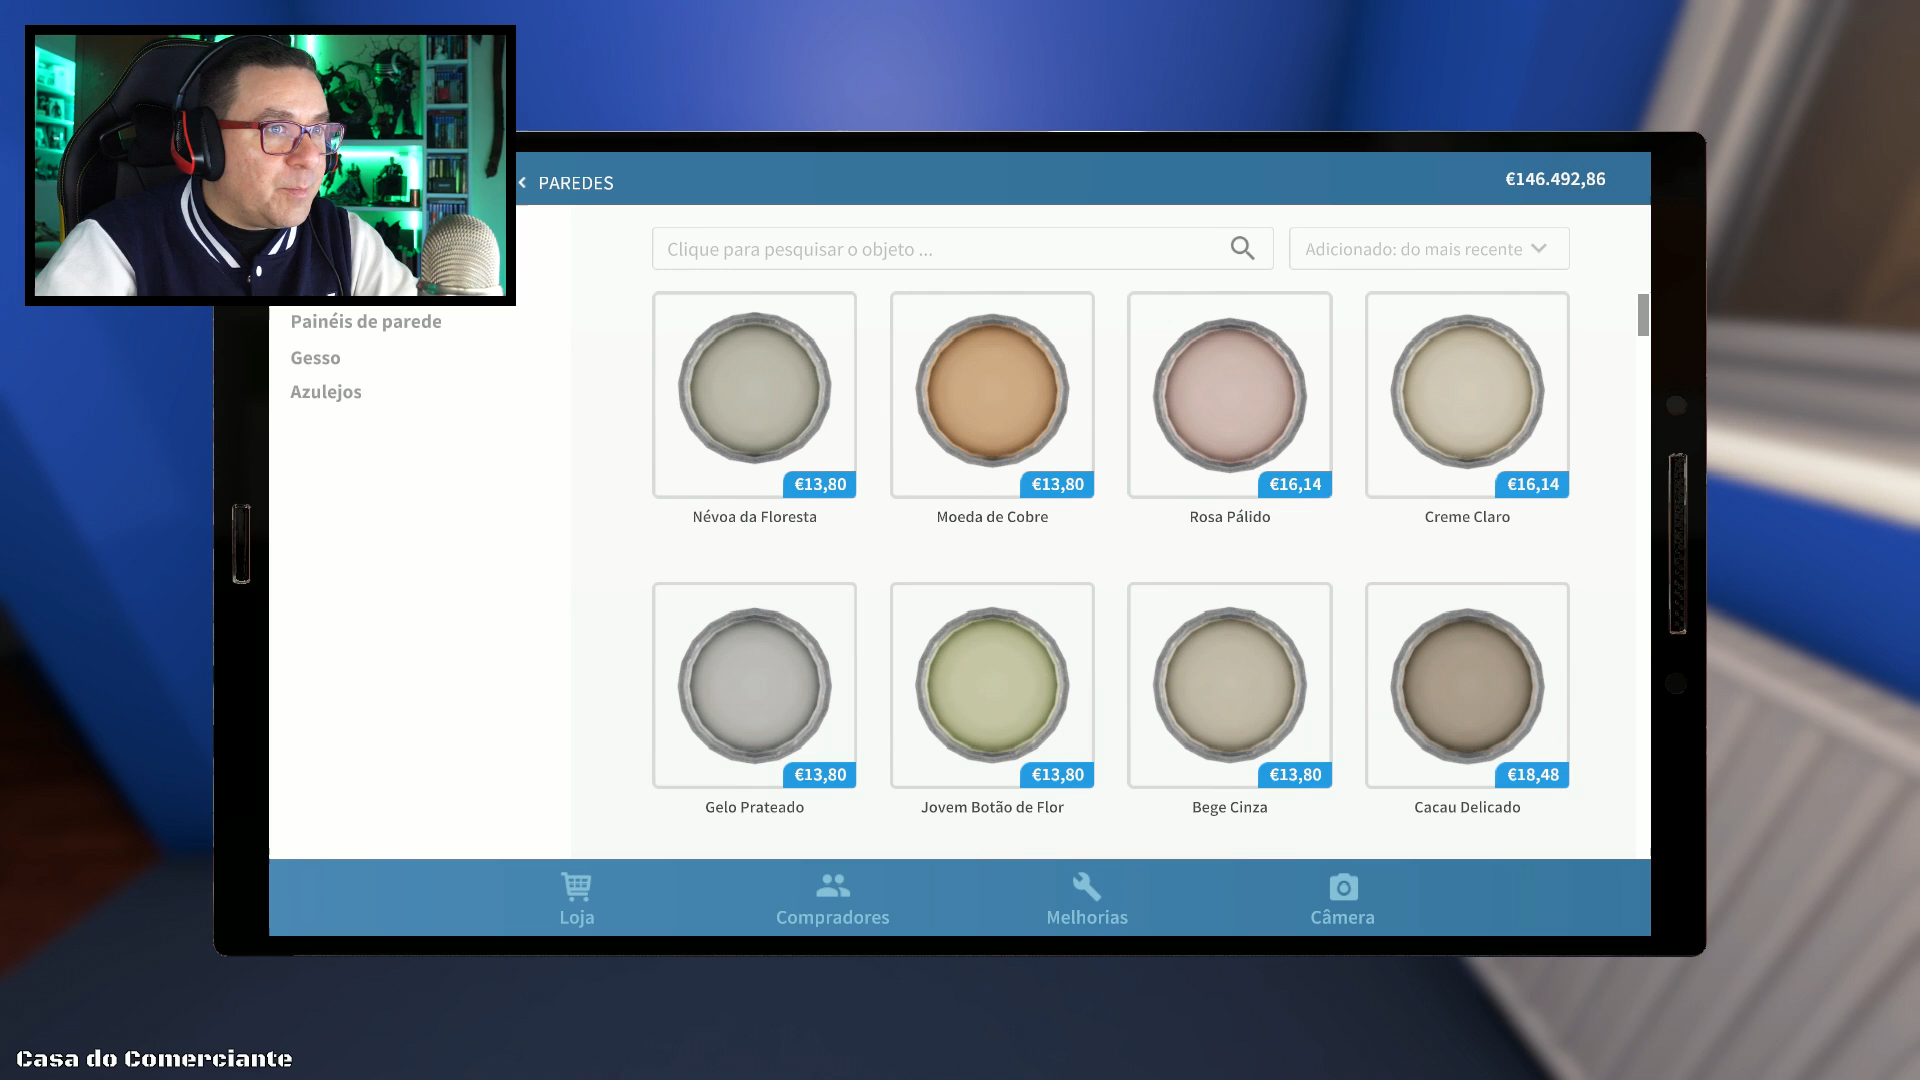 PAREDES
€146.492,86
Clique para pesquisar o objeto ...
Adicionado: do mais recente
Painéis de parede
Gesso
Azulejos
€13,80
€13,80
€16,14
€16,14
Névoa da Floresta
Moeda de Cobre
Rosa Pálido
Creme Claro
€13,80
€13,80
€13,80
€18,48
Gelo Prateado
Jovem Botão de Flor
Bege Cinza
Cacau Delicado
Loja
Compradores
Melhorias
Câmera
Casa do Comerciante